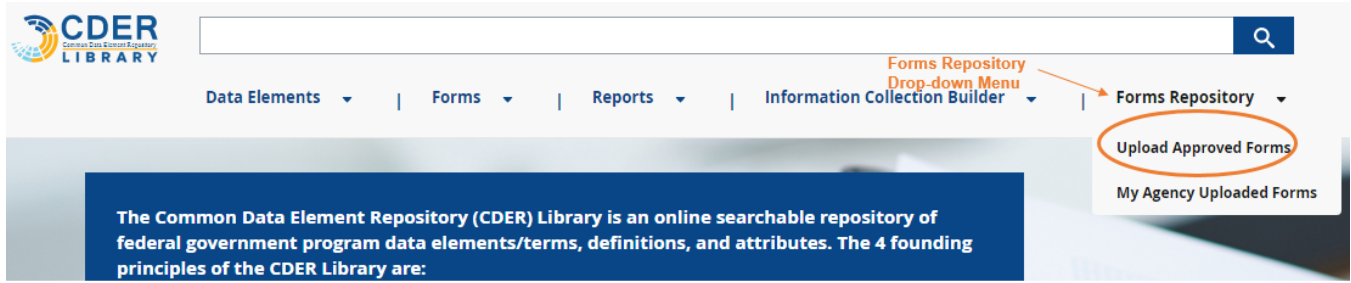 CDER
Common Data Element Repository
LIBRARY
Forms Repository
Drop-down Menu
Data Elements | Forms | Reports | Information Collection Builder | Forms Repository
Upload Approved Forms
My Agency Uploaded Forms
The Common Data Element Repository (CDER) Library is an online searchable repository of
federal government program data elements/terms, definitions, and attributes. The 4 founding
principles of the CDER Library are: